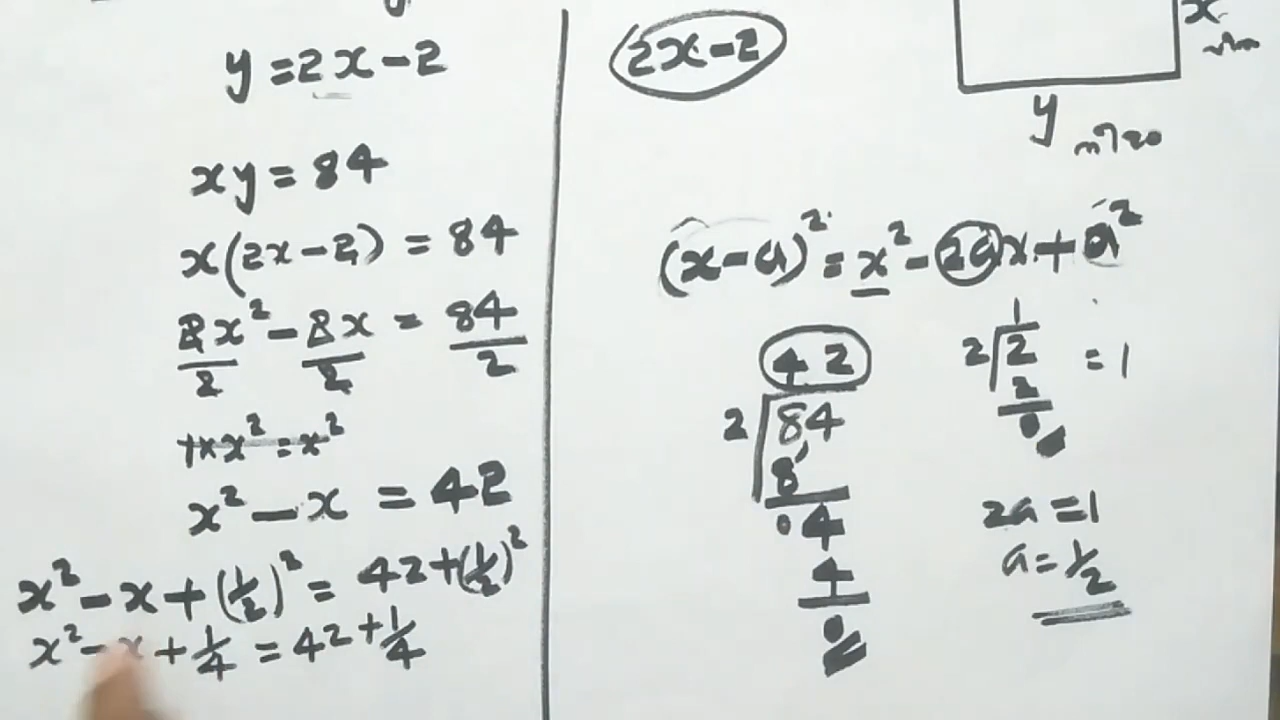 y = 2x - 2
xy = 84
x(2x - 2) = 84
2x²/2 - 2x/2 = 84/2
1×x² = x²
x² - x = 42
x² - x + (1/2)² = 42 + (1/2)²
x² - x + 1/4 = 42 + 1/4
2x - 2
x
y
(x - a)² = x² - 2ax + a²
42
2 84
8
04
4
0
1
2 2 = 1
2
0
2a = 1
a = 1/2